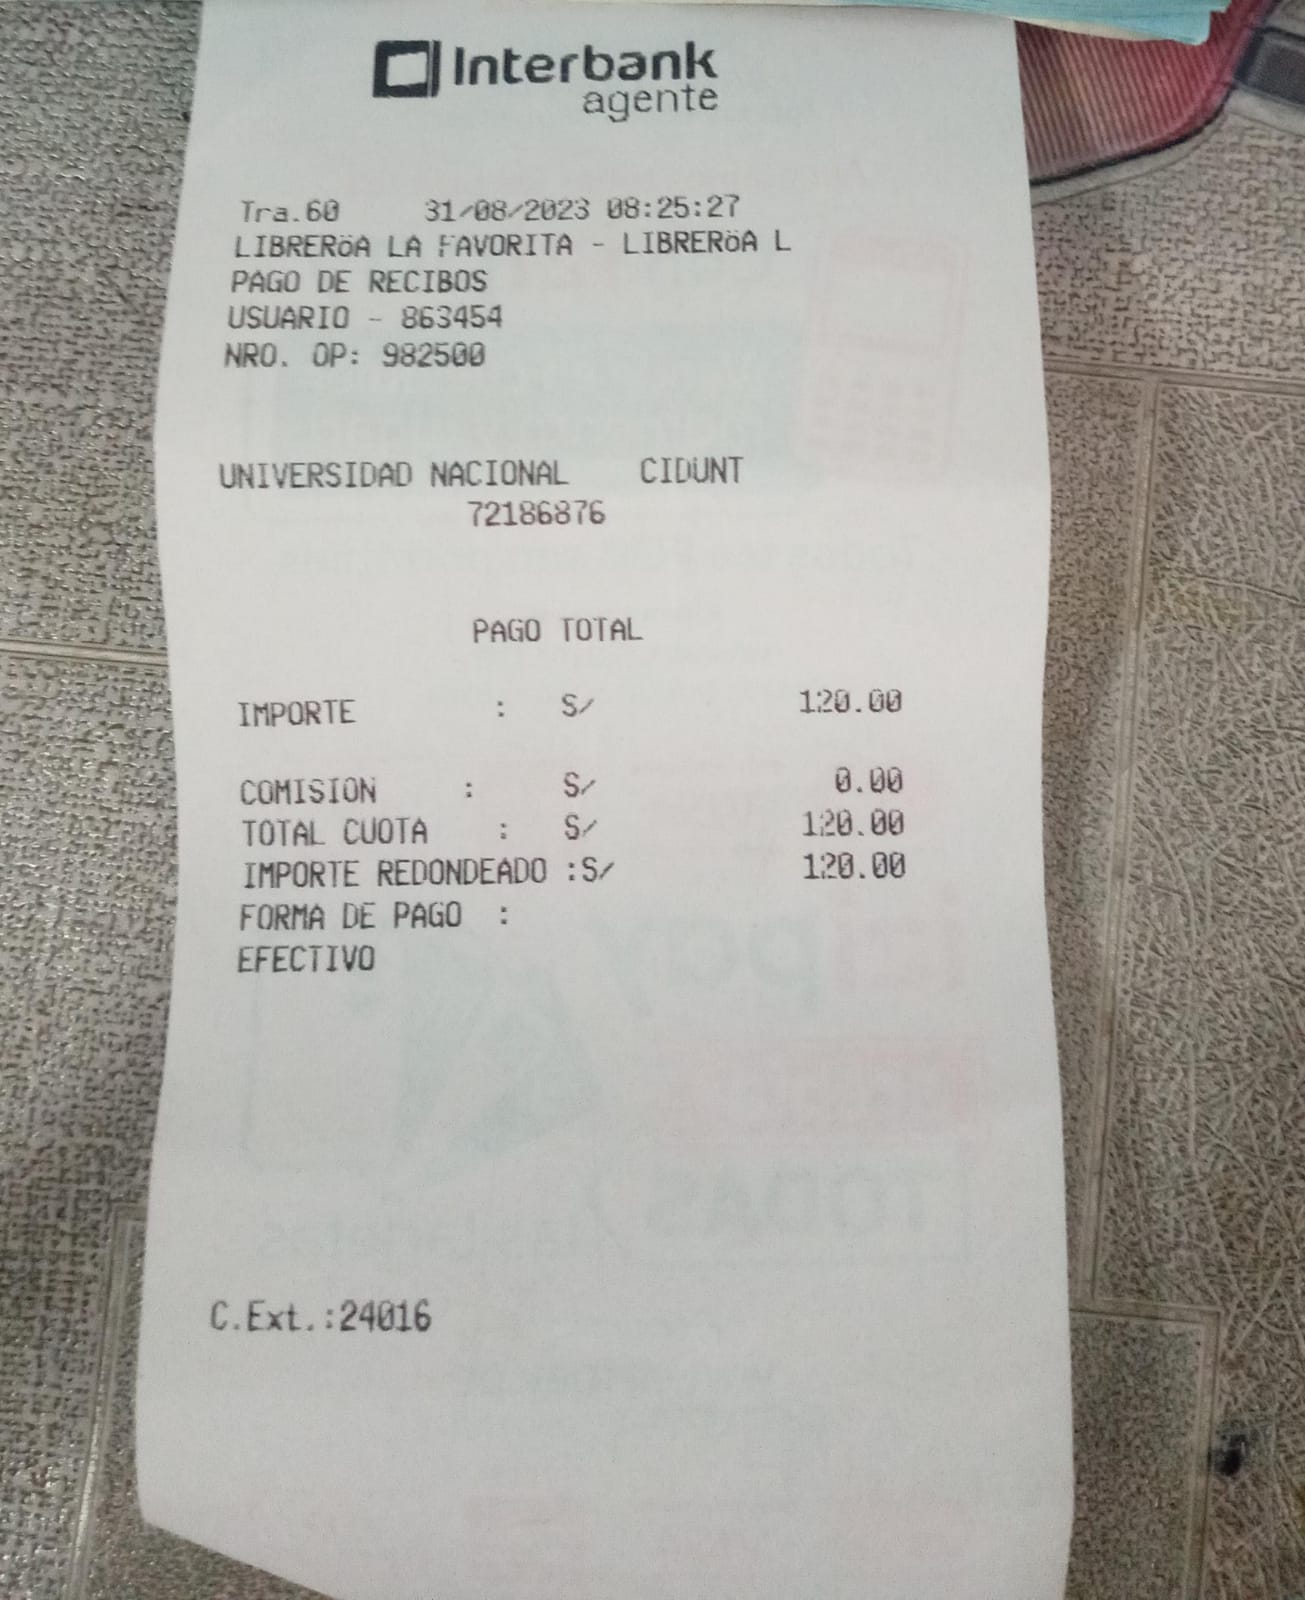 Interbank
agente
Tra.60 31/08/2023 08:25:27
LIBRERöA LA FAVORITA - LIBRERöA L
PAGO DE RECIBOS
USUARIO - 863454
NRO. OP: 982500
UNIVERSIDAD NACIONAL CIDUNT
72186876
PAGO TOTAL
IMPORTE : S/ 120.00
COMISION : S/ 0.00
TOTAL CUOTA : S/ 120.00
IMPORTE REDONDEADO :S/ 120.00
FORMA DE PAGO :
EFECTIVO
C.Ext.:24016